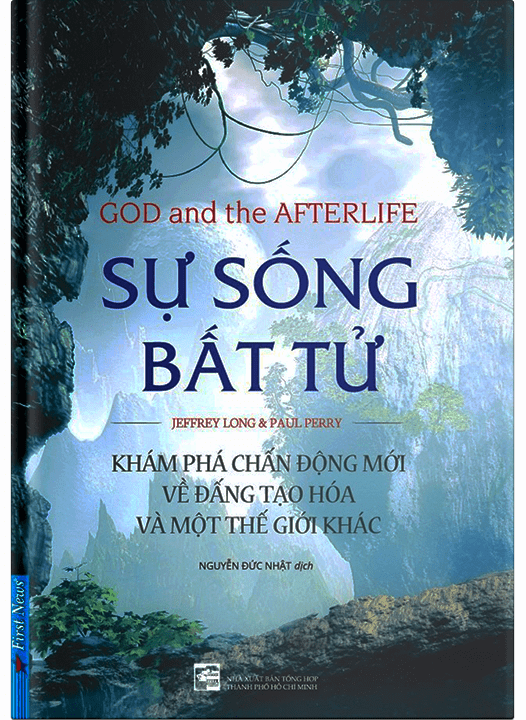 GOD and the AFTERLIFE
SỰ SỐNG
BẤT TỬ
JEFFREY LONG & PAUL PERRY
KHÁM PHÁ CHẤN ĐỘNG MỚI
VỀ ĐẤNG TẠO HÓA
VÀ MỘT THẾ GIỚI KHÁC
NGUYỄN ĐỨC NHẬT dịch
First News
NHÀ XUẤT BẢN TỔNG HỢP
THÀNH PHỐ HỒ CHÍ MINH